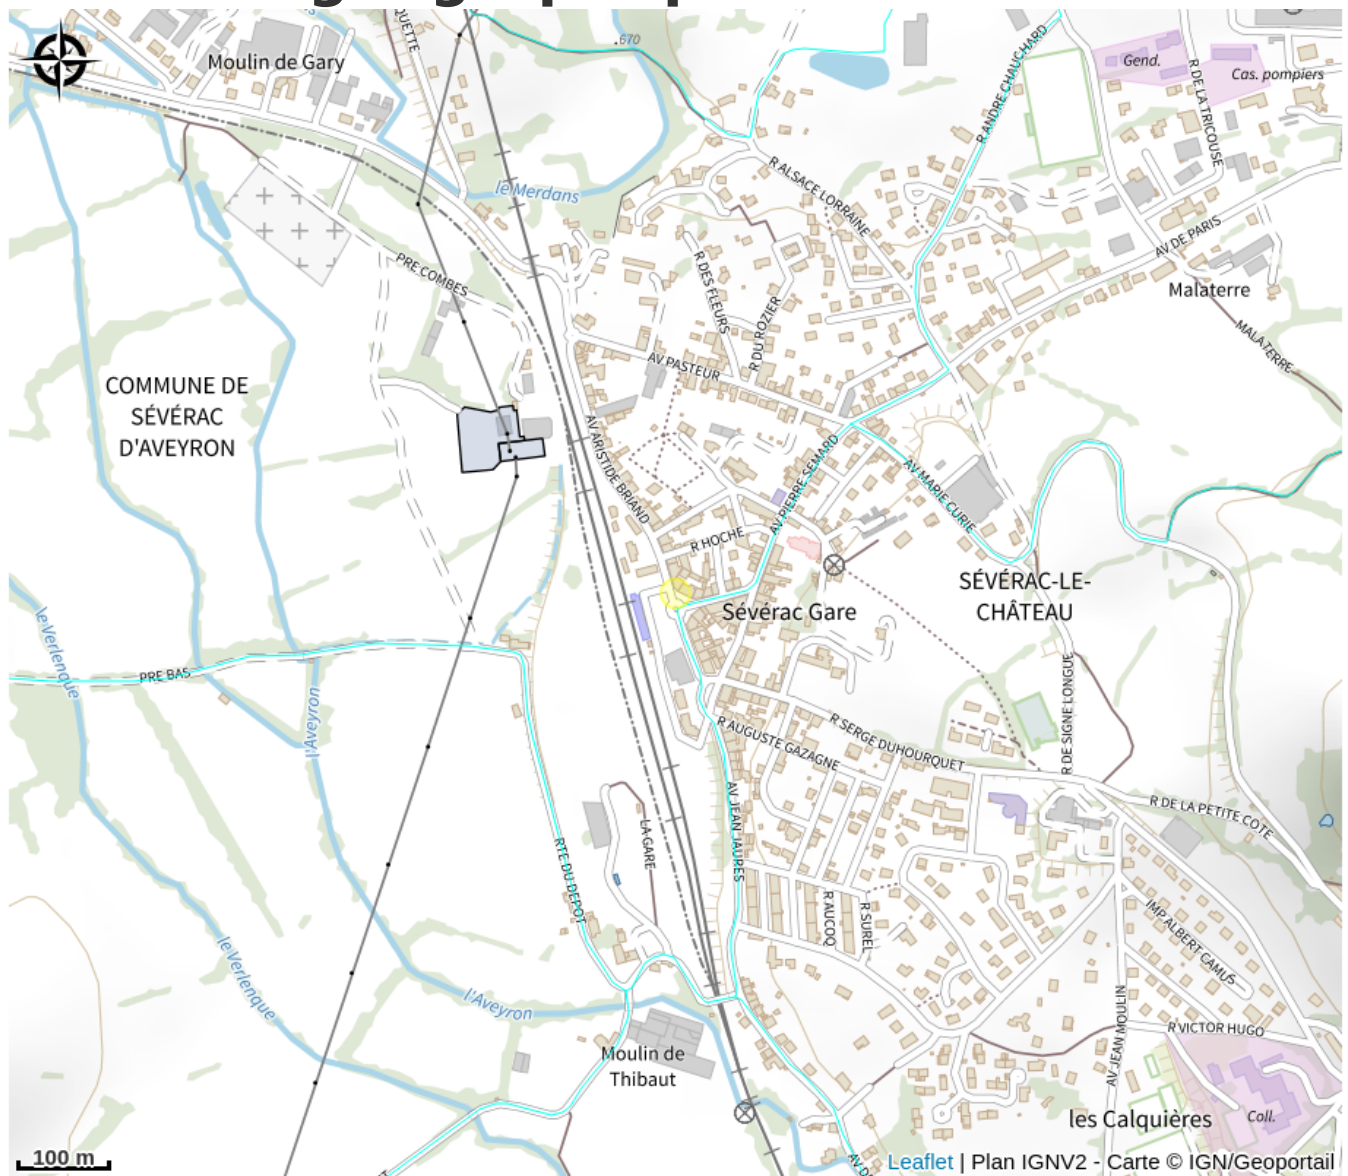 QUETTE
.670
Moulin de Gary
Gend.
Cas. pompiers
R ANDRE CHAUCHARD
R DE LA TRICOUSE
le Merdans
R ALSACE LORRAINE
AV DE PARIS
PRE COMBES
R DES FLEURS
R DU ROZIER
Malaterre
MALATERRE
AV PASTEUR
COMMUNE DE
SÉVÉRAC
D'AVEYRON
AV ARISTIDE BRIAND
AV PIERRE SEMARD
AV MARIE CURIE
R HOCHE
SÉVÉRAC-LE-
CHÂTEAU
Sévérac Gare
le Verlenque
PRE BAS
l'Aveyron
R DE SIGNE LONGUE
R AUGUSTE GAZAGNE
R SERGE DUHOURQUET
R DE LA PETITE COTE
AV JEAN JAURES
LA GARE
RTE DU DEPOT
R AUCOQ
R SUREL
IMP ALBERT CAMUS
le Verlenque
l'Aveyron
AV JEAN MOULIN
R VICTOR HUGO
Moulin de
Thibaut
les Calquières
Coll.
100 m
Leaflet | Plan IGNV2 - Carte © IGN/Geoportail